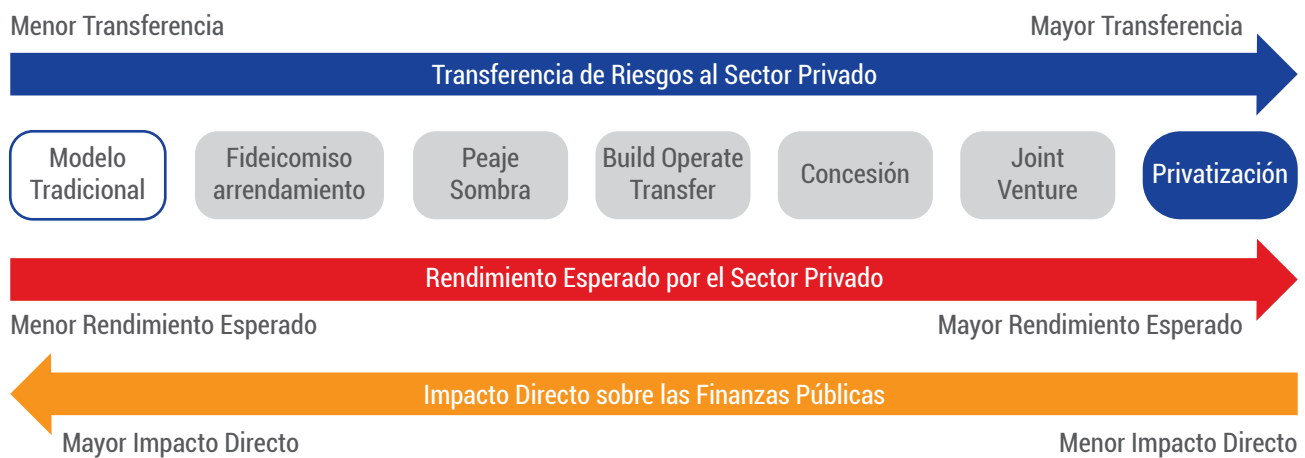 Menor Transferencia
Mayor Transferencia
Transferencia de Riesgos al Sector Privado
Modelo
Tradicional
Fideicomiso
arrendamiento
Peaje
Sombra
Build Operate
Transfer
Concesión
Joint
Venture
Privatización
Rendimiento Esperado por el Sector Privado
Menor Rendimiento Esperado
Mayor Rendimiento Esperado
Impacto Directo sobre las Finanzas Públicas
Mayor Impacto Directo
Menor Impacto Directo